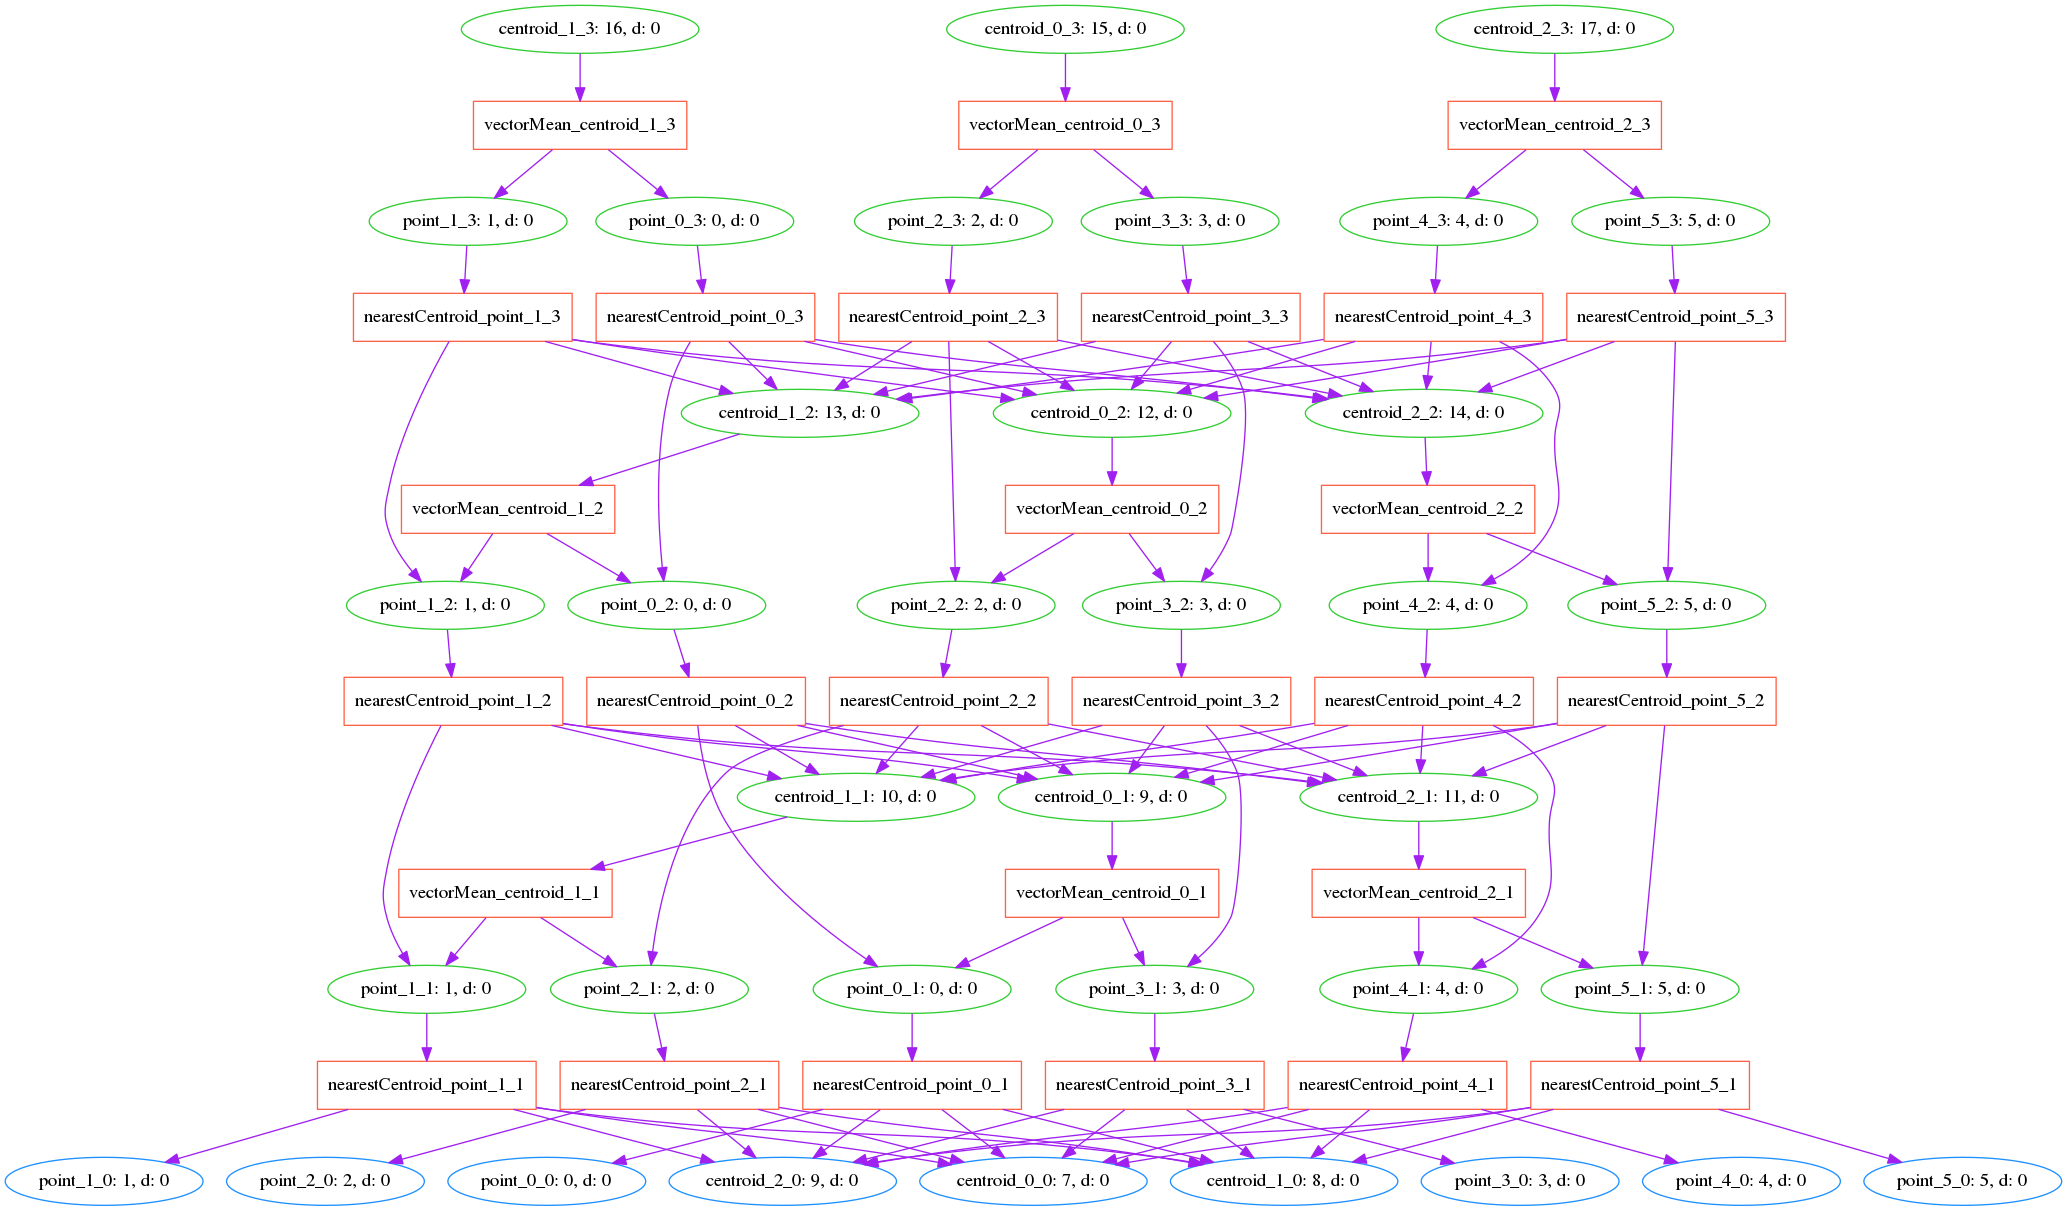 centroid_1_3: 16, d: 0
centroid_0_3: 15, d: 0
centroid_2_3: 17, d: 0
vectorMean_centroid_1_3
vectorMean_centroid_0_3
vectorMean_centroid_2_3
point_1_3: 1, d: 0
point_0_3: 0, d: 0
point_2_3: 2, d: 0
point_3_3: 3, d: 0
point_4_3: 4, d: 0
point_5_3: 5, d: 0
nearestCentroid_point_1_3
nearestCentroid_point_0_3
nearestCentroid_point_2_3
nearestCentroid_point_3_3
nearestCentroid_point_4_3
nearestCentroid_point_5_3
centroid_1_2: 13, d: 0
centroid_0_2: 12, d: 0
centroid_2_2: 14, d: 0
vectorMean_centroid_1_2
vectorMean_centroid_0_2
vectorMean_centroid_2_2
point_1_2: 1, d: 0
point_0_2: 0, d: 0
point_2_2: 2, d: 0
point_3_2: 3, d: 0
point_4_2: 4, d: 0
point_5_2: 5, d: 0
nearestCentroid_point_1_2
nearestCentroid_point_0_2
nearestCentroid_point_2_2
nearestCentroid_point_3_2
nearestCentroid_point_4_2
nearestCentroid_point_5_2
centroid_1_1: 10, d: 0
centroid_0_1: 9, d: 0
centroid_2_1: 11, d: 0
vectorMean_centroid_1_1
vectorMean_centroid_0_1
vectorMean_centroid_2_1
point_1_1: 1, d: 0
point_2_1: 2, d: 0
point_0_1: 0, d: 0
point_3_1: 3, d: 0
point_4_1: 4, d: 0
point_5_1: 5, d: 0
nearestCentroid_point_1_1
nearestCentroid_point_2_1
nearestCentroid_point_0_1
nearestCentroid_point_3_1
nearestCentroid_point_4_1
nearestCentroid_point_5_1
point_1_0: 1, d: 0
point_2_0: 2, d: 0
point_0_0: 0, d: 0
centroid_2_0: 9, d: 0
centroid_0_0: 7, d: 0
centroid_1_0: 8, d: 0
point_3_0: 3, d: 0
point_4_0: 4, d: 0
point_5_0: 5, d: 0